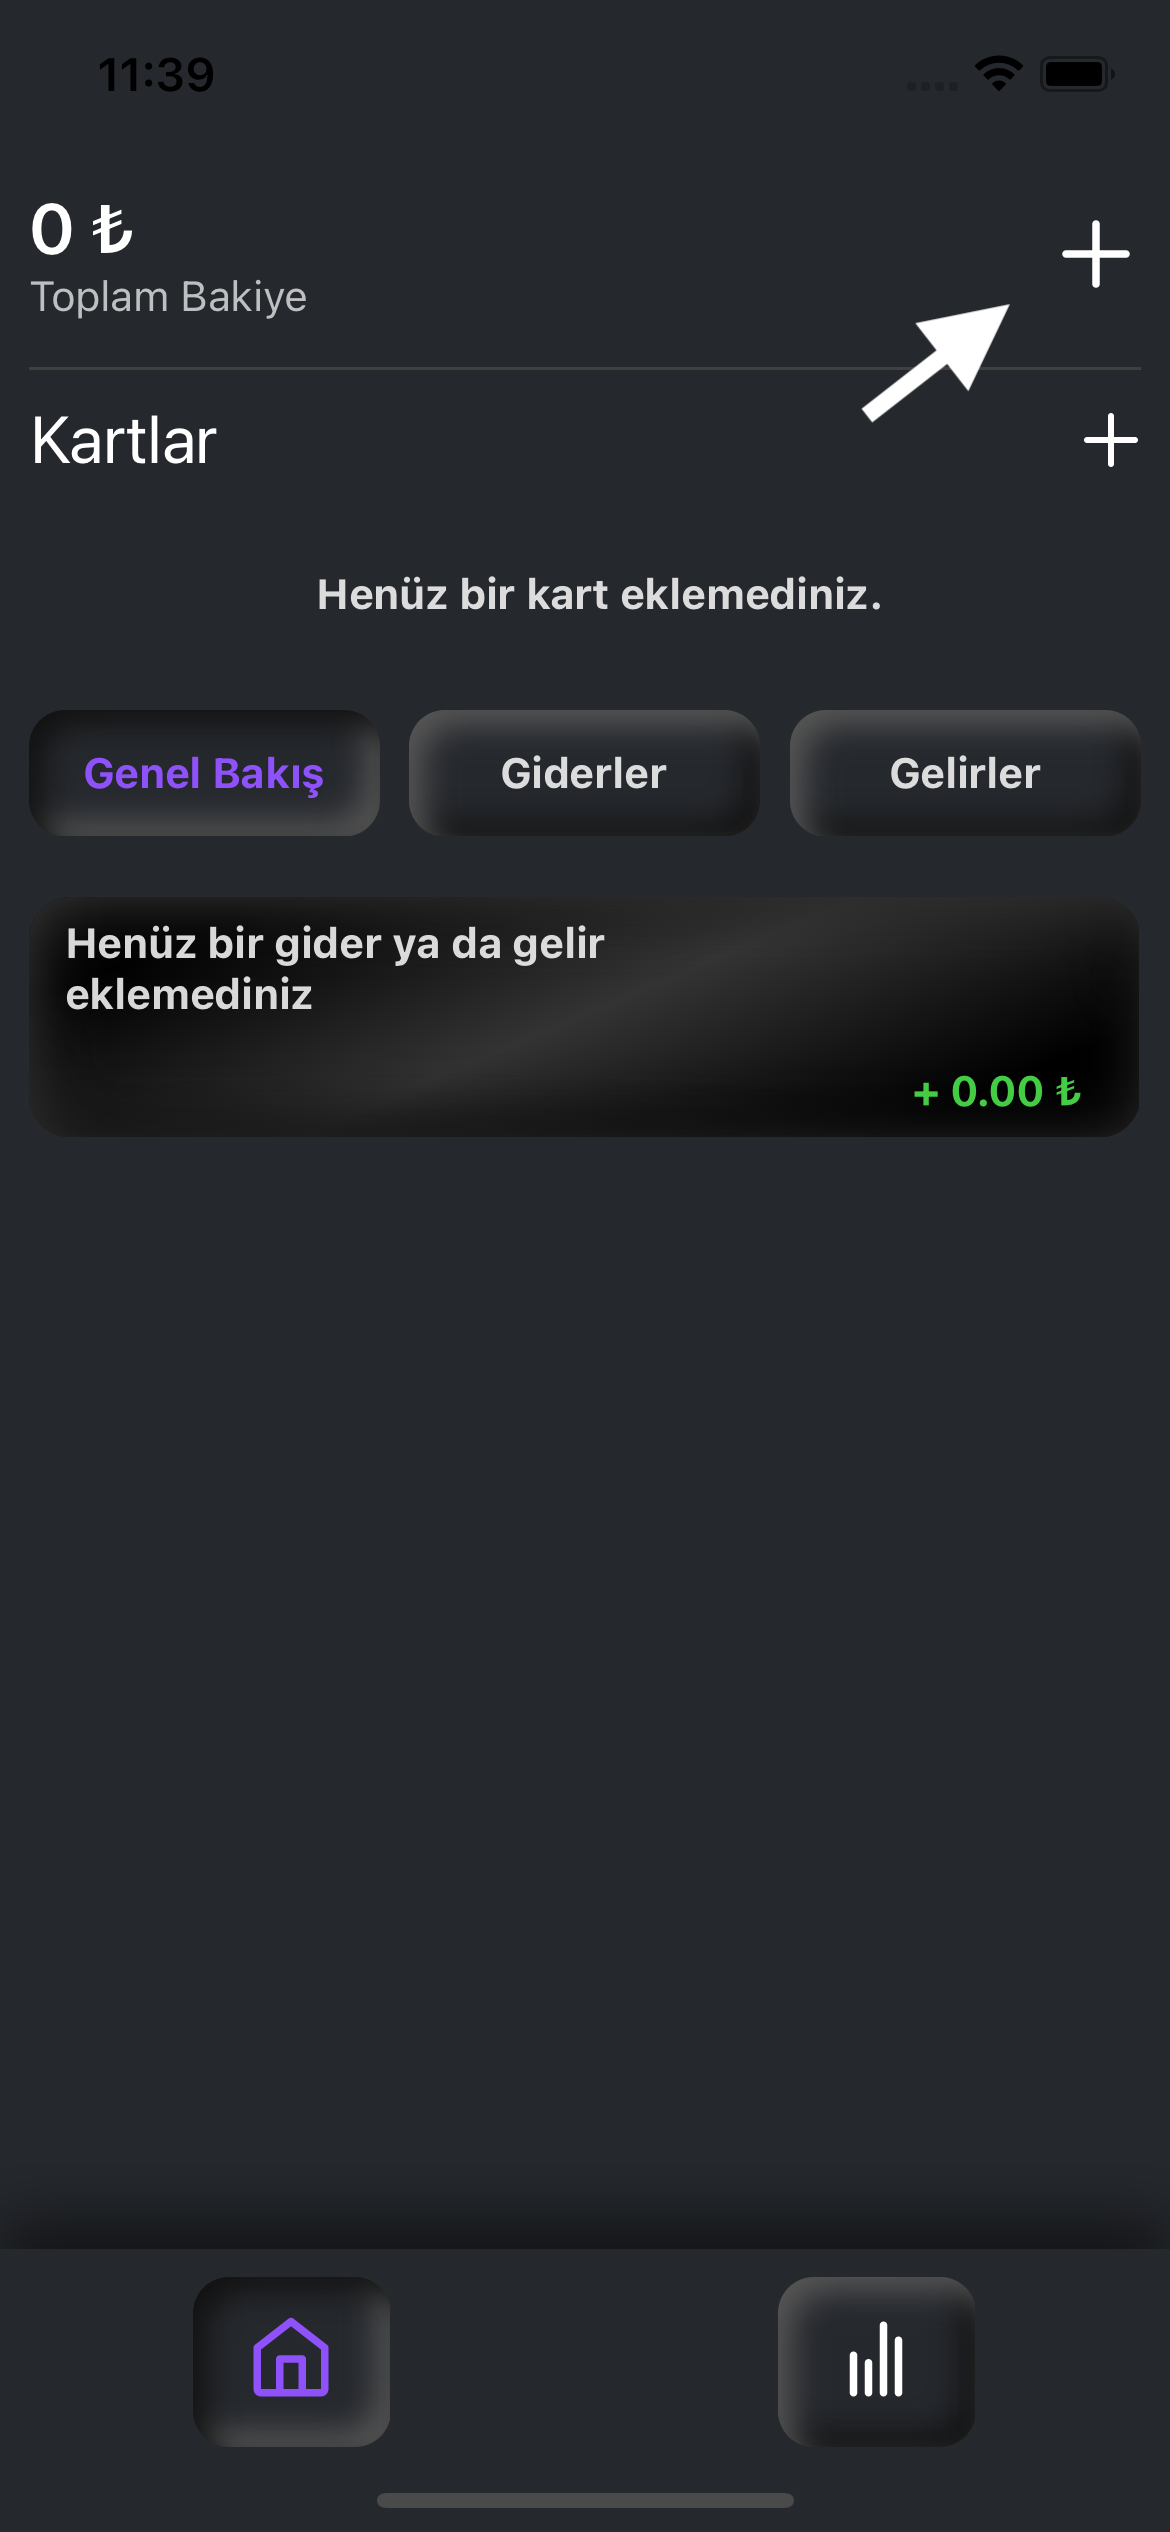 11:39
0 ₺
Toplam Bakiye
Kartlar
Henüz bir kart eklemediniz.
Genel Bakış
Giderler
Gelirler
Henüz bir gider ya da gelir
eklemediniz
+ 0.00 ₺